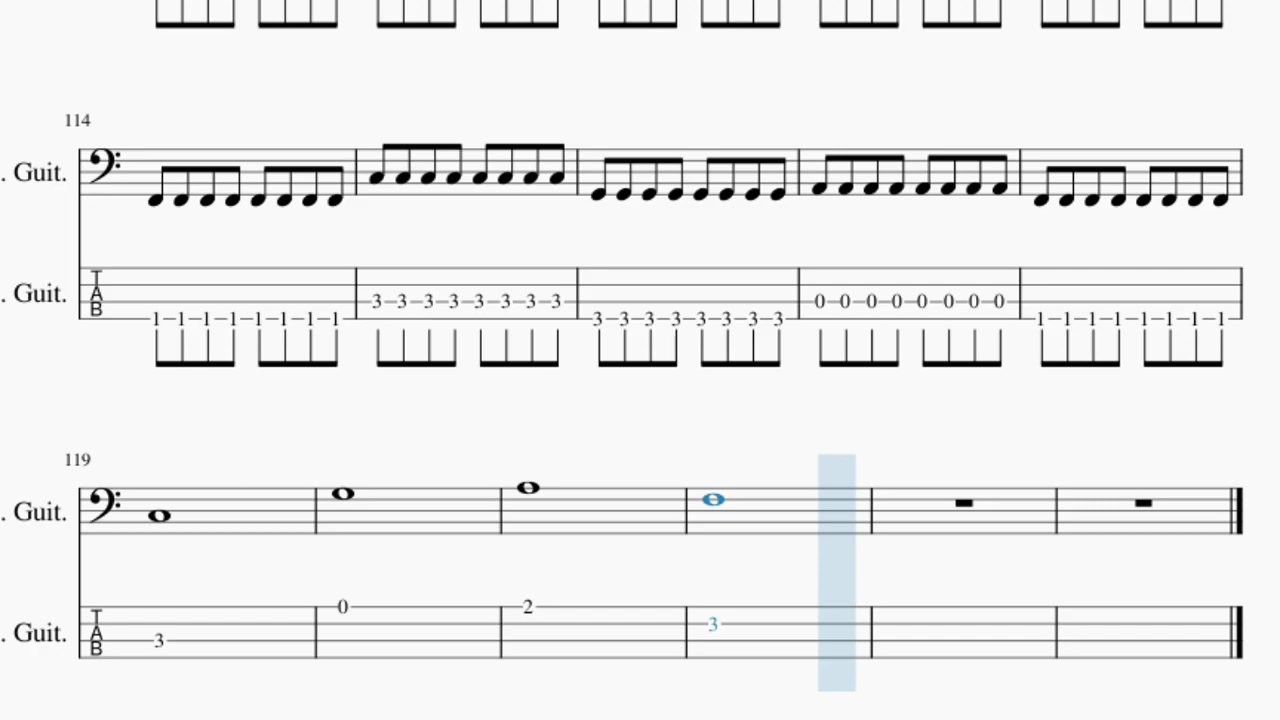 114
. Guit.
T
A
B
. Guit.
3 3 3 3 3 3 3 3 0 0 0 0 0 0 0 0
1 1 1 1 1 1 1 1 3 3 3 3 3 3 3 3 1 1 1 1 1 1 1 1
119
. Guit.
T
A
B
. Guit.
0 2
3
3